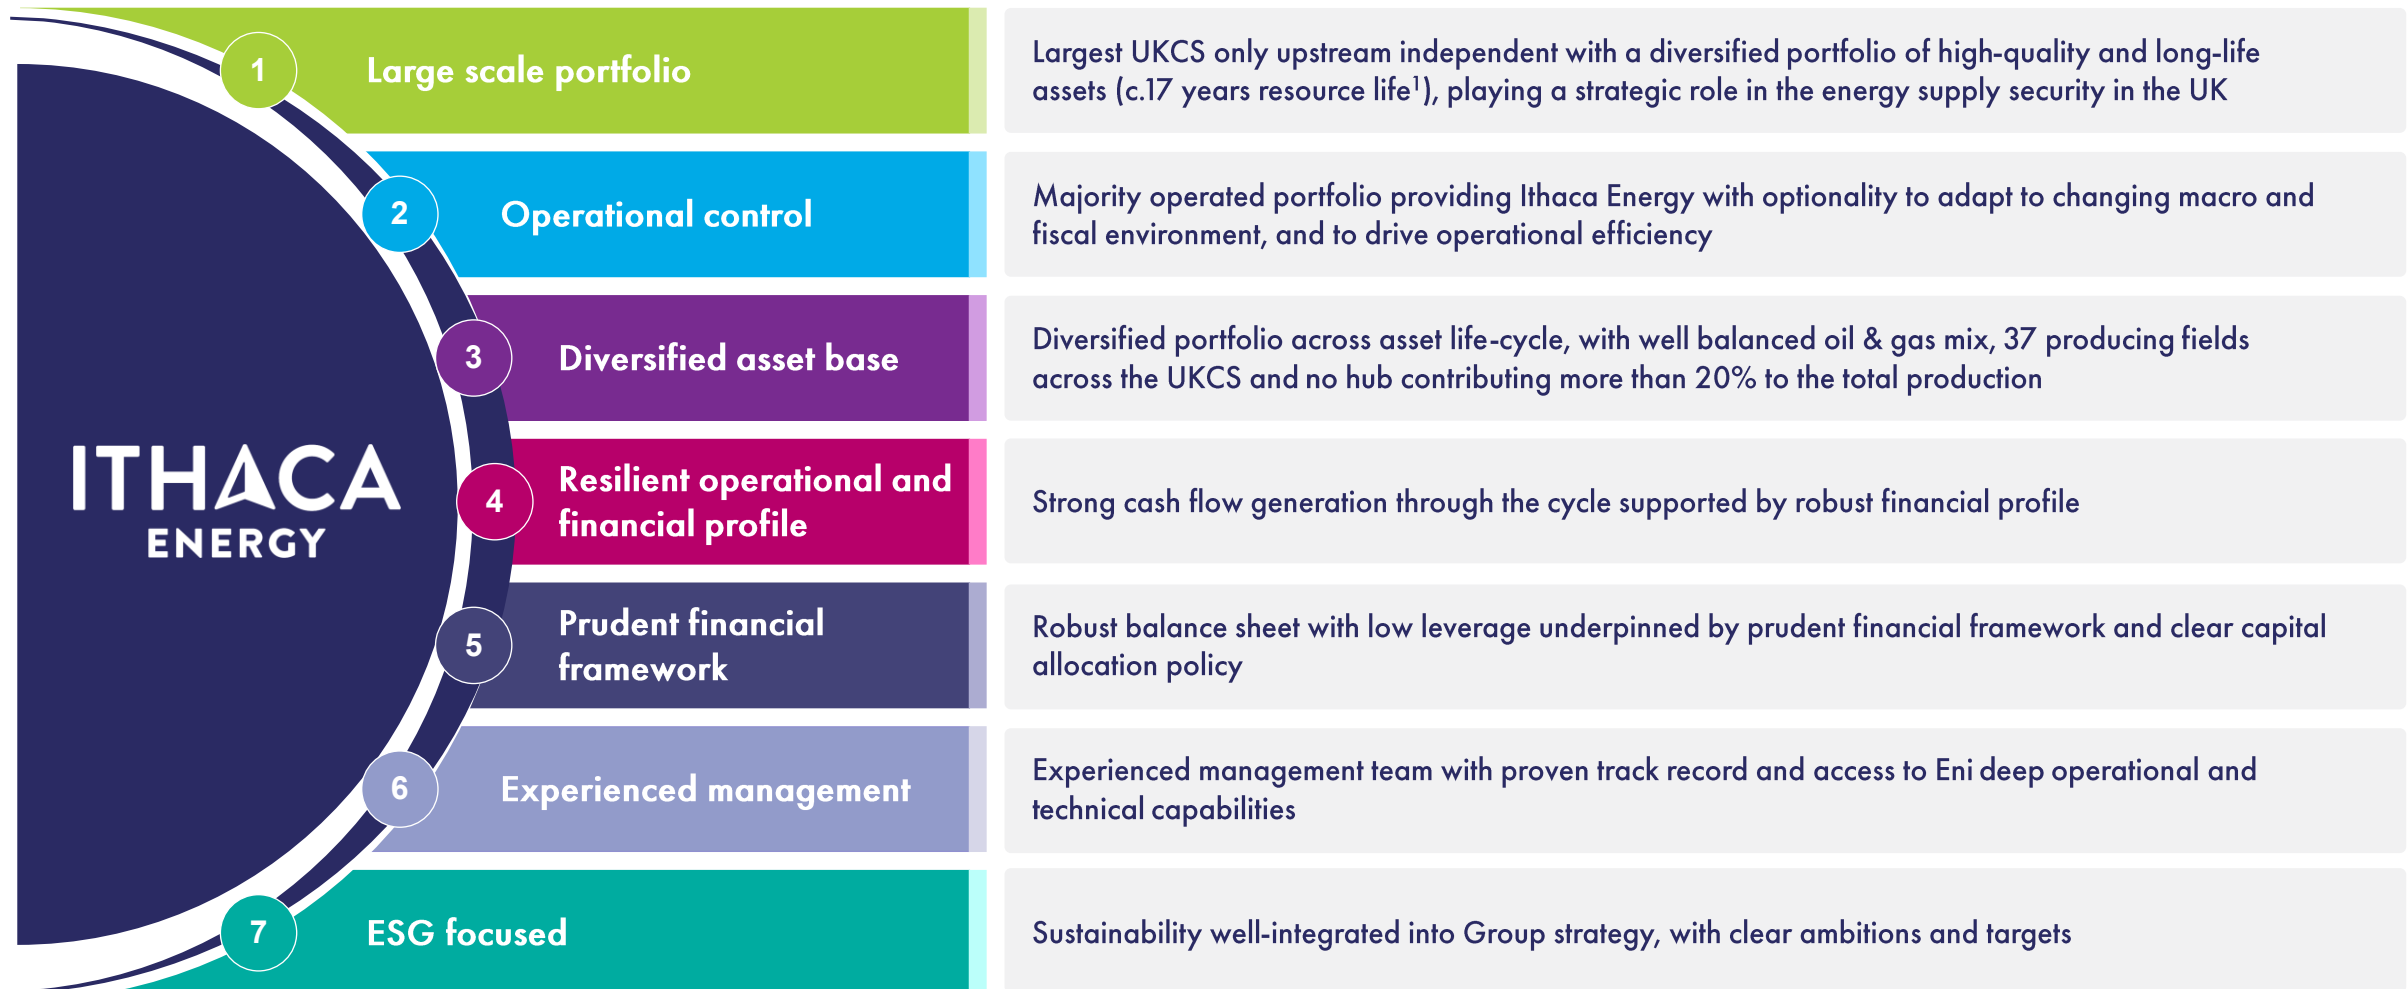 ITHACA
ENERGY
1
Large scale portfolio
Largest UKCS only upstream independent with a diversified portfolio of high-quality and long-life
assets (c.17 years resource life¹), playing a strategic role in the energy supply security in the UK
2
Operational control
Majority operated portfolio providing Ithaca Energy with optionality to adapt to changing macro and
fiscal environment, and to drive operational efficiency
3
Diversified asset base
Diversified portfolio across asset life-cycle, with well balanced oil & gas mix, 37 producing fields
across the UKCS and no hub contributing more than 20% to the total production
4
Resilient operational and
financial profile
Strong cash flow generation through the cycle supported by robust financial profile
5
Prudent financial
framework
Robust balance sheet with low leverage underpinned by prudent financial framework and clear capital
allocation policy
6
Experienced management
Experienced management team with proven track record and access to Eni deep operational and
technical capabilities
7
ESG focused
Sustainability well-integrated into Group strategy, with clear ambitions and targets